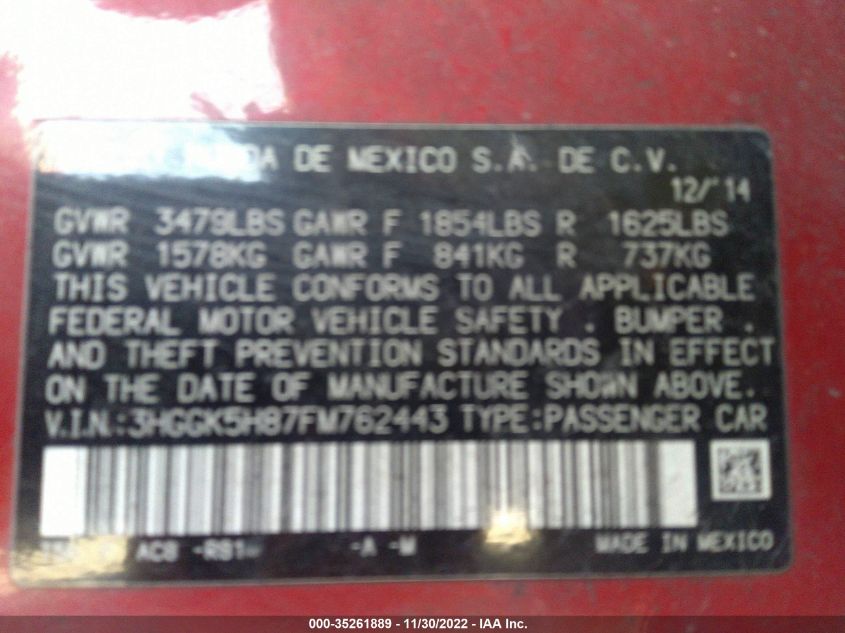 DE MEXICO S.A. DE C.V.
12/'14
GVWR 3479LBS GAWR F 1854LBS R 1625LBS
GVWR 1578KG GAWR F 841KG R 737KG
THIS VEHICLE CONFORMS TO ALL APPLICABLE
FEDERAL MOTOR VEHICLE SAFETY . BUMPER .
AND THEFT PREVENTION STANDARDS IN EFFECT
ON THE DATE OF MANUFACTURE SHOWN ABOVE.
V.I.N.:3HGGK5H87FM762443 TYPE:PASSENGER CAR
-A -M MADE IN MEXICO
000-35261889 - 11/30/2022 - IAA Inc.